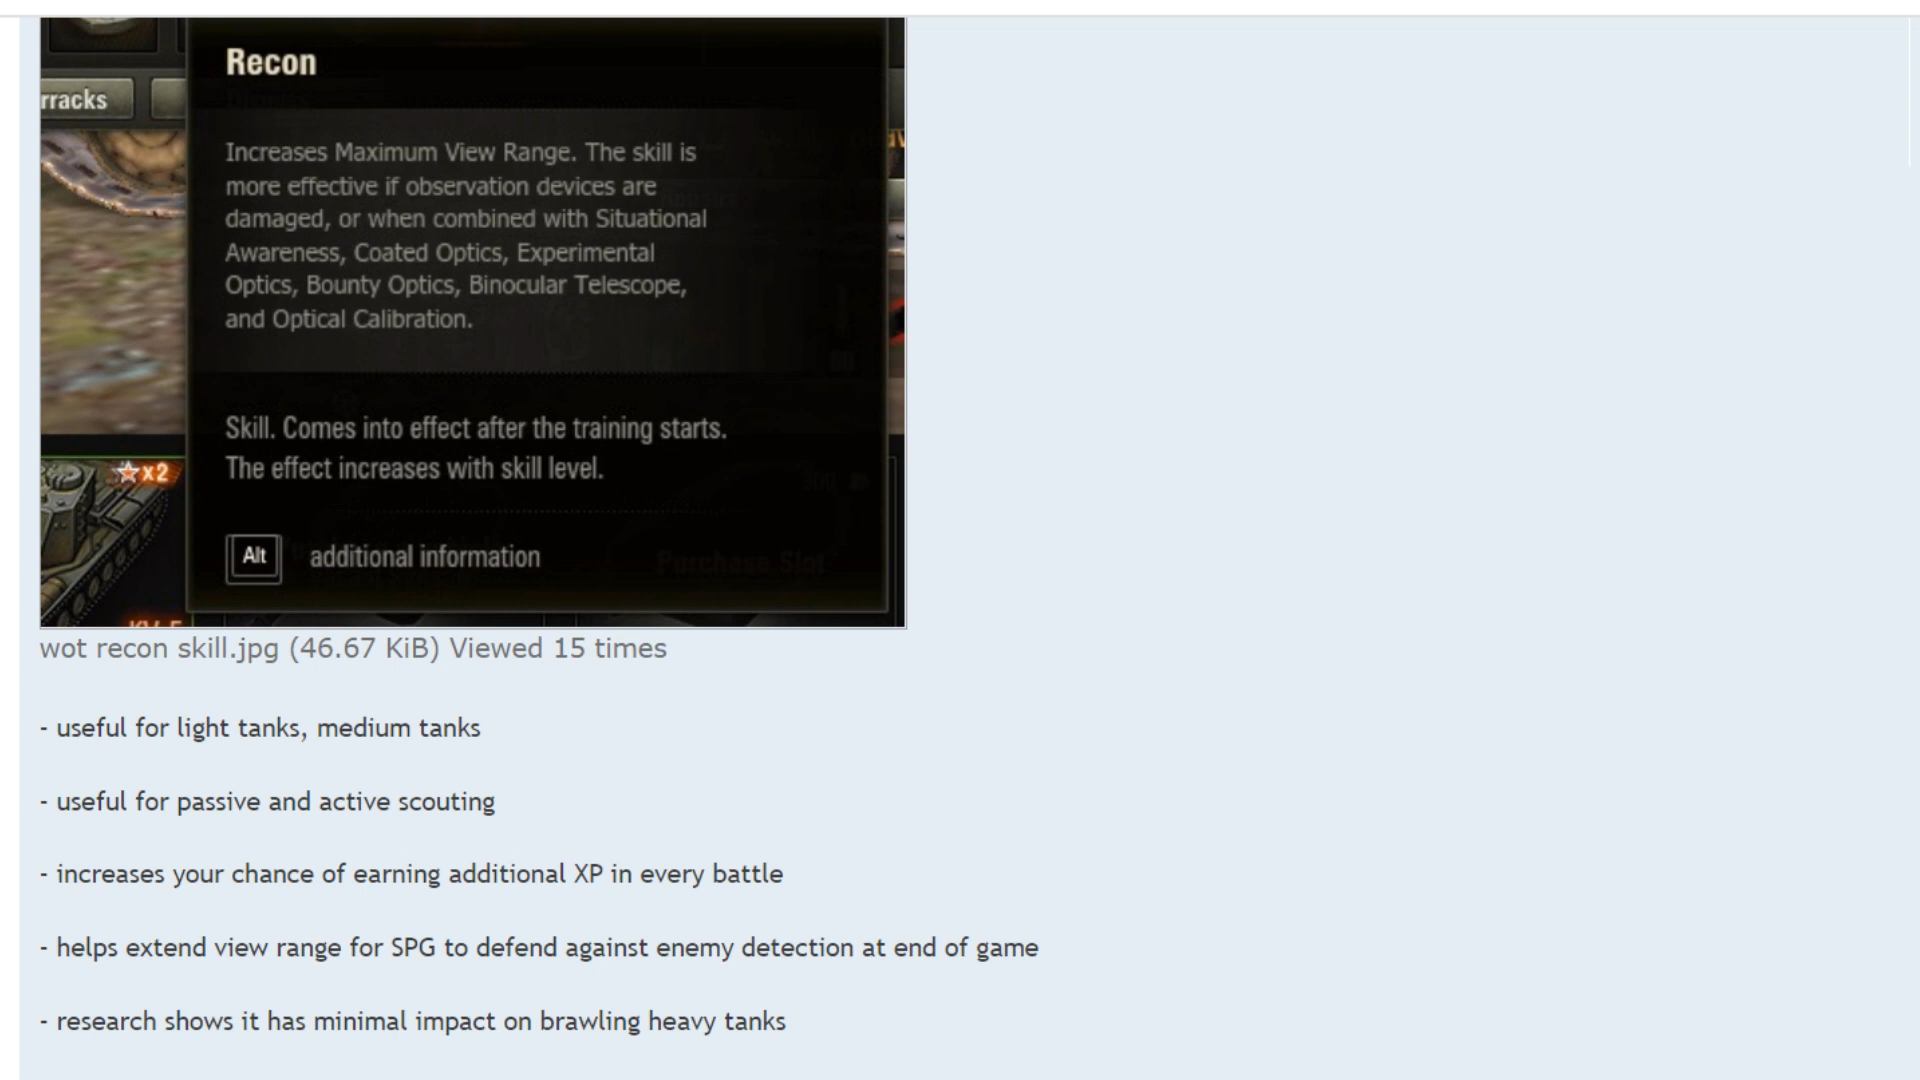 Recon
rracks
Increases Maximum View Range. The skill is
more effective if observation devices are
damaged, or when combined with Situational
Awareness, Coated Optics, Experimental
Optics, Bounty Optics, Binocular Telescope,
and Optical Calibration.
Skill. Comes into effect after the training starts.
The effect increases with skill level.
x2
Alt additional information
Purchase Slot
wot recon skill.jpg (46.67 KiB) Viewed 15 times
- useful for light tanks, medium tanks
- useful for passive and active scouting
- increases your chance of earning additional XP in every battle
- helps extend view range for SPG to defend against enemy detection at end of game
- research shows it has minimal impact on brawling heavy tanks